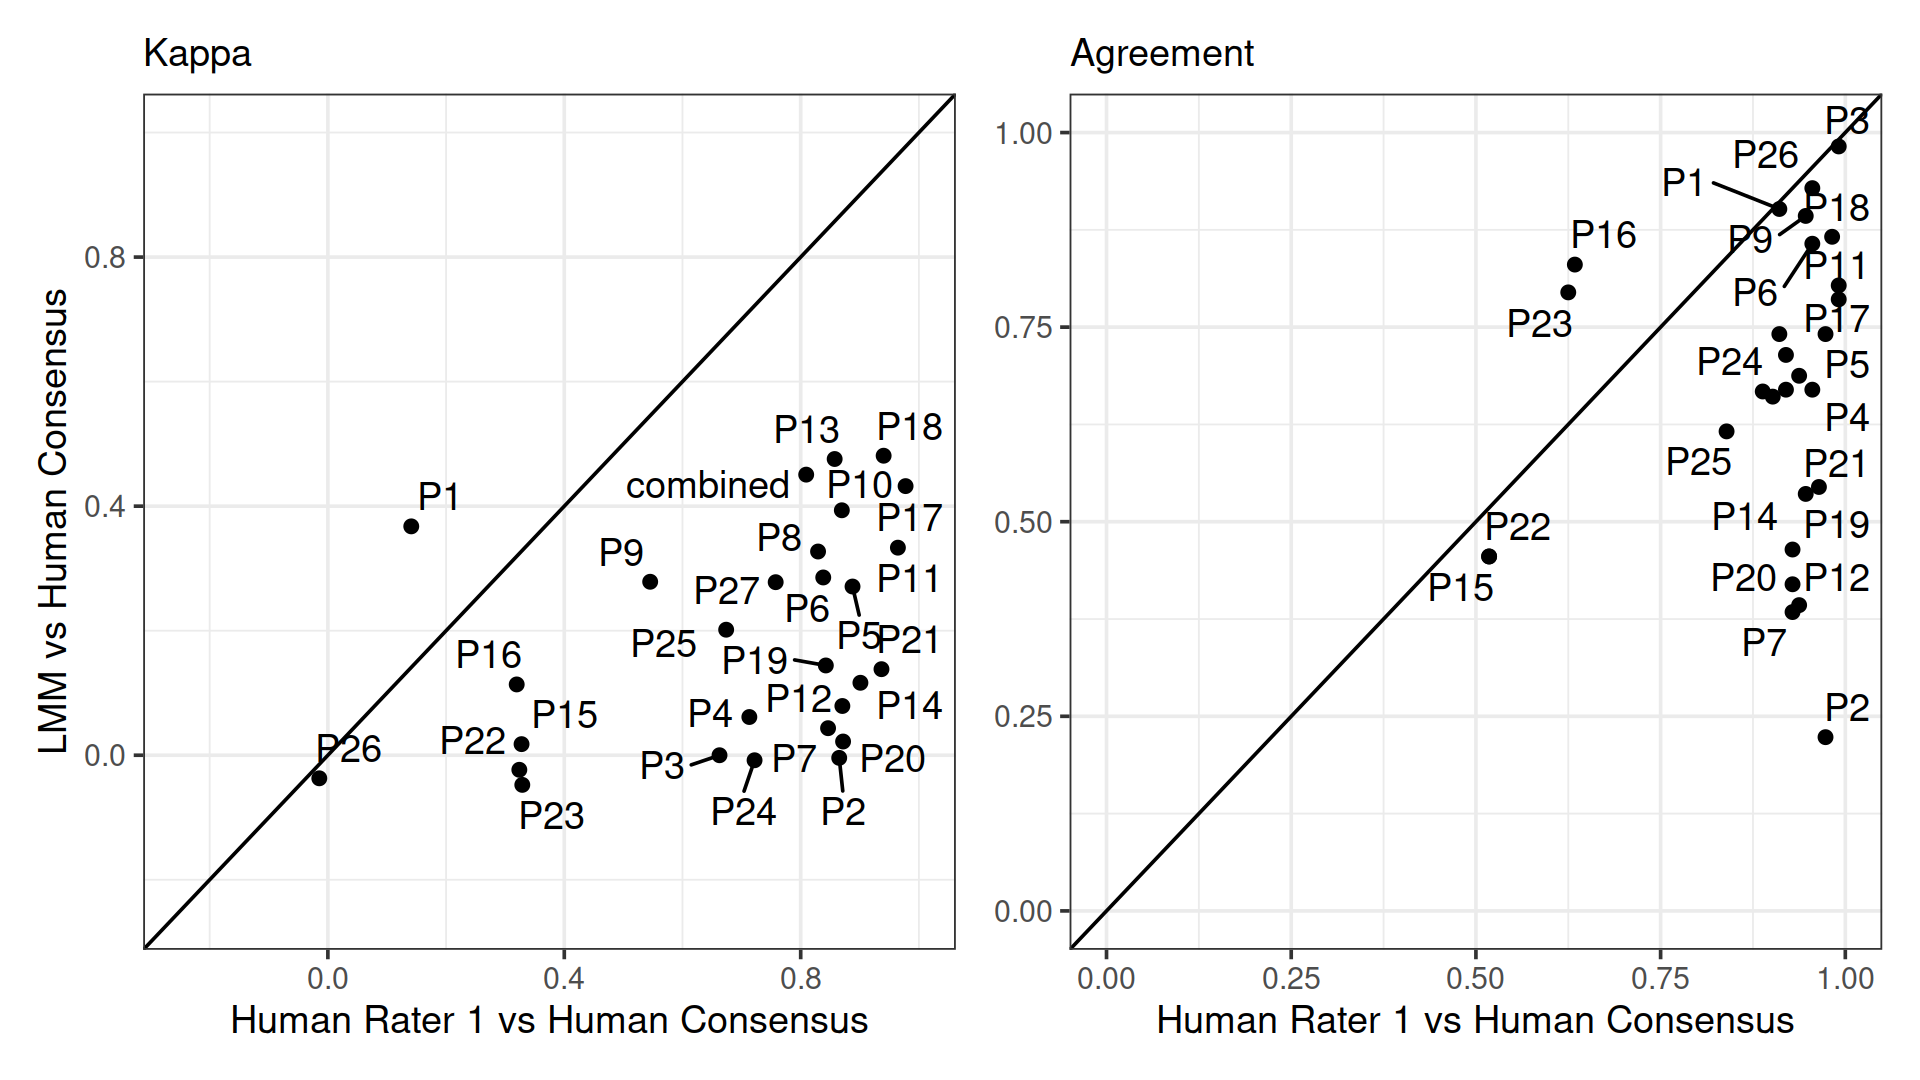 Kappa
LMM vs Human Consensus
0.8
0.4
0.0
P13
P18
combined
P10
P1
P17
P8
P9
P27
P11
P6
P25
P5
P21
P16
P19
P12
P14
P15
P4
P22
P26
P3
P7
P20
P24
P2
P23
0.0
0.4
0.8
Human Rater 1 vs Human Consensus
Agreement
1.00
0.75
0.50
0.25
0.00
P3
P26
P1
P18
P16
P9
P11
P6
P23
P17
P24
P5
P4
P25
P21
P14
P22
P19
P15
P20
P12
P7
P2
0.00
0.25
0.50
0.75
1.00
Human Rater 1 vs Human Consensus